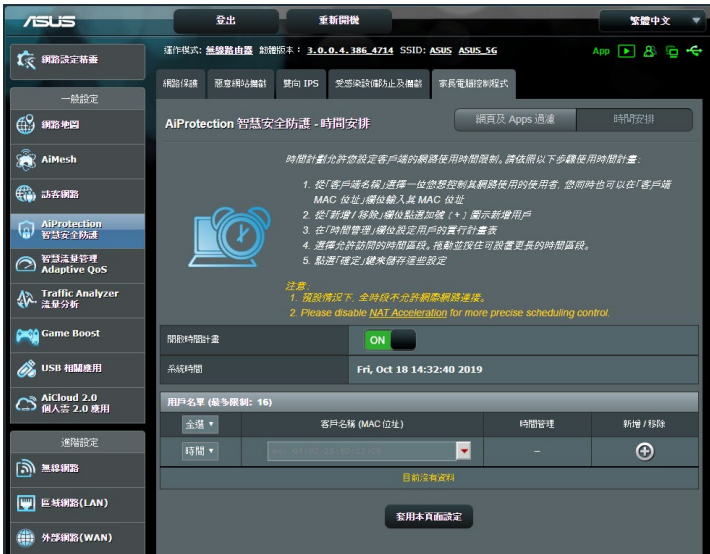 ASUS
登出
重新開機
繁體中文
運作模式: 無線路由器 韌體版本: 3.0.0.4.386_4714 SSID: ASUS ASUS_5G
App
網路設定精靈
一般設定
網路地圖
AiMesh
訪客網路
AiProtection
智慧安全防護
智慧流量管理
Adaptive QoS
Traffic Analyzer
流量分析
Game Boost
USB 相關應用
AiCloud 2.0
個人雲 2.0 應用
進階設定
無線網路
區域網路(LAN)
外部網路(WAN)
網路保護
惡意網站攔截
雙向 IPS
受感染設備防止及攔截
家長電腦控制程式
AiProtection 智慧安全防護 - 時間安排
網頁及 Apps 過濾
時間安排
時間計劃允許您設定客戶端的網路使用時間限制。請依照以下步驟使用時間計畫:
1. 從「客戶端名稱」選擇一位您想控制其網路使用的使用者, 您同時也可以在「客戶端
MAC 位址」欄位輸入其 MAC 位址
2. 從「新增 / 移除」欄位點選加號 ( + ) 圖示新增用戶
3. 在「時間管理」欄位設定用戶的實行計畫表
4. 選擇允許訪問的時間區段。拖動並按住可設置更長的時間區段。
5. 點選「確定」鍵來儲存這些設定
注意:
1. 預設情況下, 全時段不允許網際網路連接。
2. Please disable NAT Acceleration for more precise scheduling control.
開啟時間計畫
ON
系統時間
Fri, Oct 18 14:32:40 2019
用戶名單 (最多限制: 16)
全選
客戶名稱 (MAC 位址)
時間管理
新增 / 移除
時間
–
目前沒有資料
套用本頁面設定